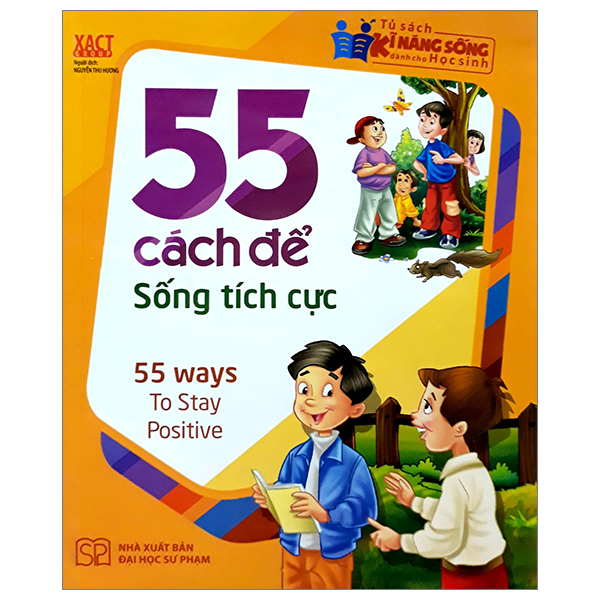 XACT
GROUP
Người dịch:
NGUYỄN THU HƯƠNG
Tủ sách
KĨ NĂNG SỐNG
dành cho Học sinh
55
cách để
Sống tích cực
55 ways
To Stay
Positive
SP
NHÀ XUẤT BẢN
ĐẠI HỌC SƯ PHẠM